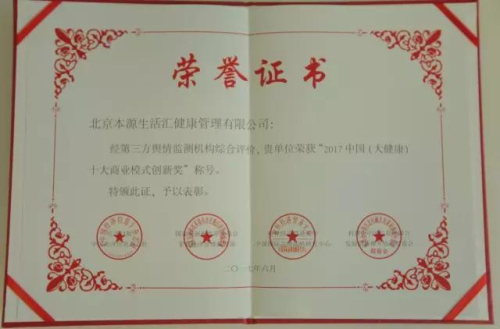 荣誉证书
北京本源生活汇健康管理有限公司：
经第三方舆情监测机构综合评价，贵单位荣获“2017中国（大健康）
十大商业模式创新奖”称号。
特颁此证，予以表彰。
二〇一七年六月